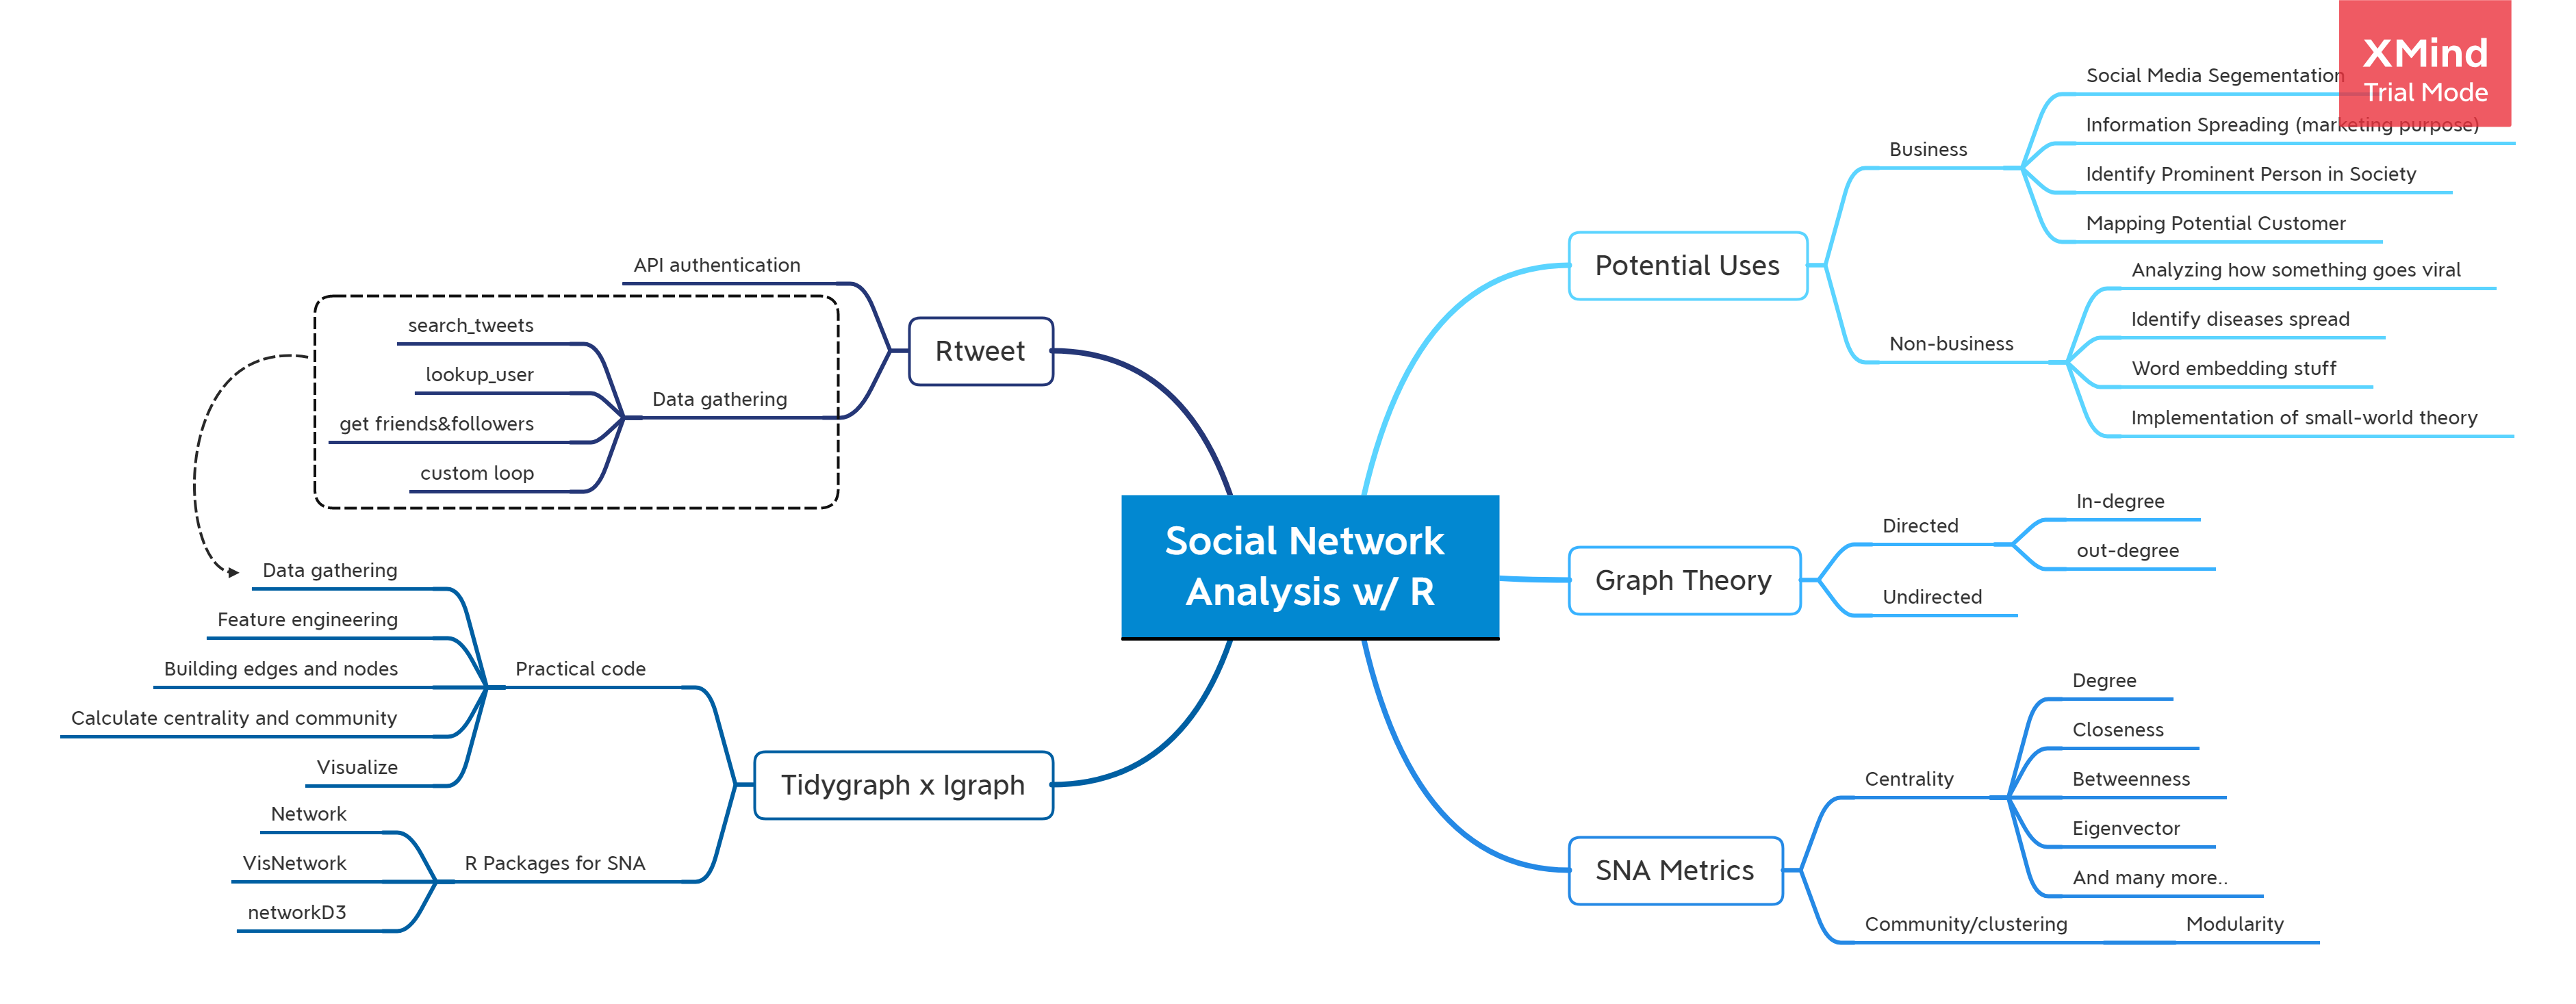 Social Network
Analysis w/ R
Potential Uses
Business
Social Media Segementation
Information Spreading (marketing purpose)
Identify Prominent Person in Society
Mapping Potential Customer
Non-business
Analyzing how something goes viral
Identify diseases spread
Word embedding stuff
Implementation of small-world theory
Graph Theory
Directed
In-degree
out-degree
Undirected
SNA Metrics
Centrality
Degree
Closeness
Betweenness
Eigenvector
And many more..
Community/clustering
Modularity
Rtweet
API authentication
Data gathering
search_tweets
lookup_user
get friends&followers
custom loop
Tidygraph x Igraph
Practical code
Data gathering
Feature engineering
Building edges and nodes
Calculate centrality and community
Visualize
R Packages for SNA
Network
VisNetwork
networkD3
XMind
Trial Mode